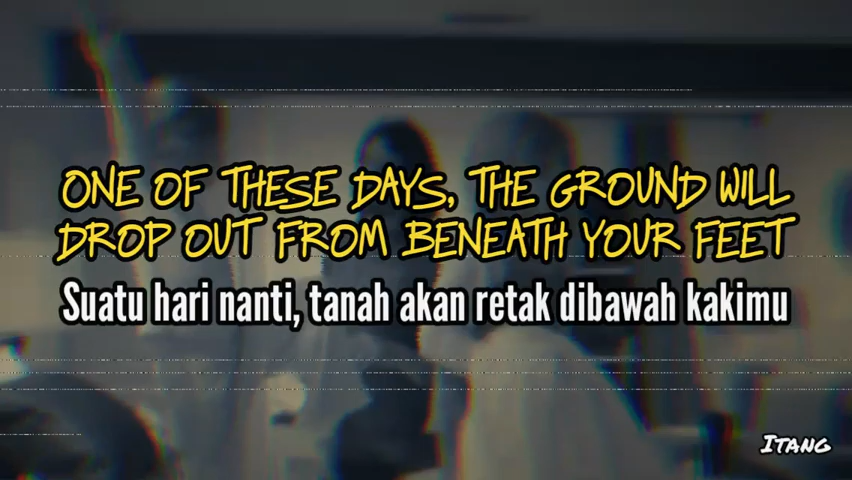 ONE OF THESE DAYS, THE GROUND WILL
DROP OUT FROM BENEATH YOUR FEET
Suatu hari nanti, tanah akan retak dibawah kakimu
Itang